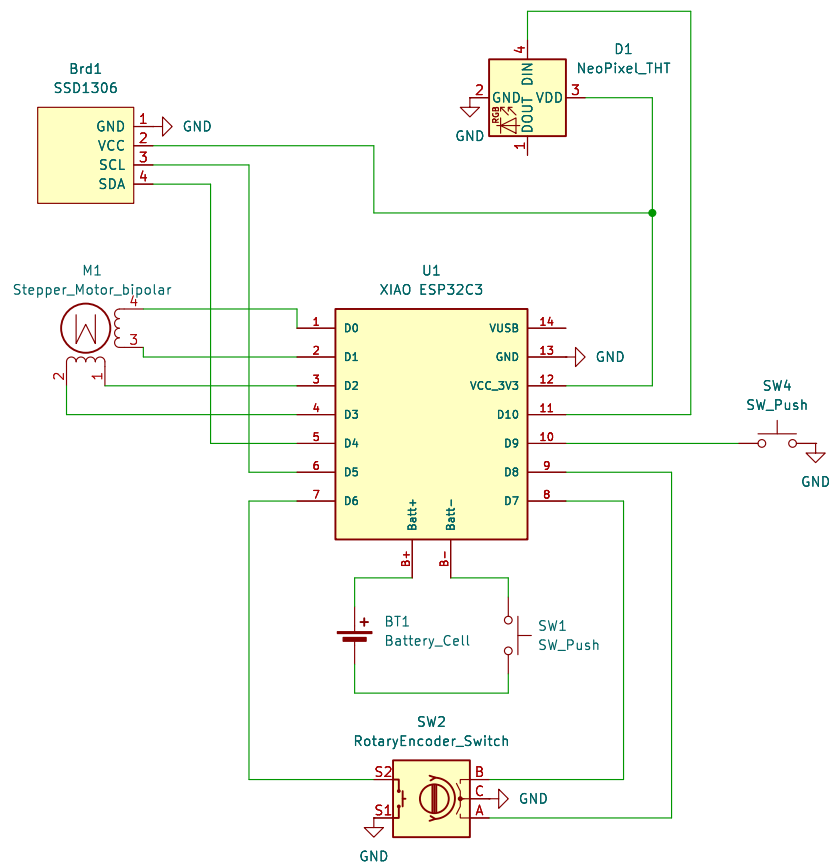 D1
NeoPixel_THT
4
DIN
2
GND
VDD
3
GND
RGB
DOUT
1
Brd1
SSD1306
GND
1
GND
VCC
2
SCL
3
SDA
4
M1
Stepper_Motor_bipolar
4
3
2
1
M
U1
XIAO ESP32C3
1
D0
VUSB
14
2
D1
GND
13
GND
3
D2
VCC_3V3
12
4
D3
D10
11
5
D4
D9
10
6
D5
D8
9
7
D6
D7
8
Batt+
Batt-
B+
B-
SW4
SW_Push
GND
+
BT1
Battery_Cell
SW1
SW_Push
SW2
RotaryEncoder_Switch
S2
B
C
GND
S1
A
GND